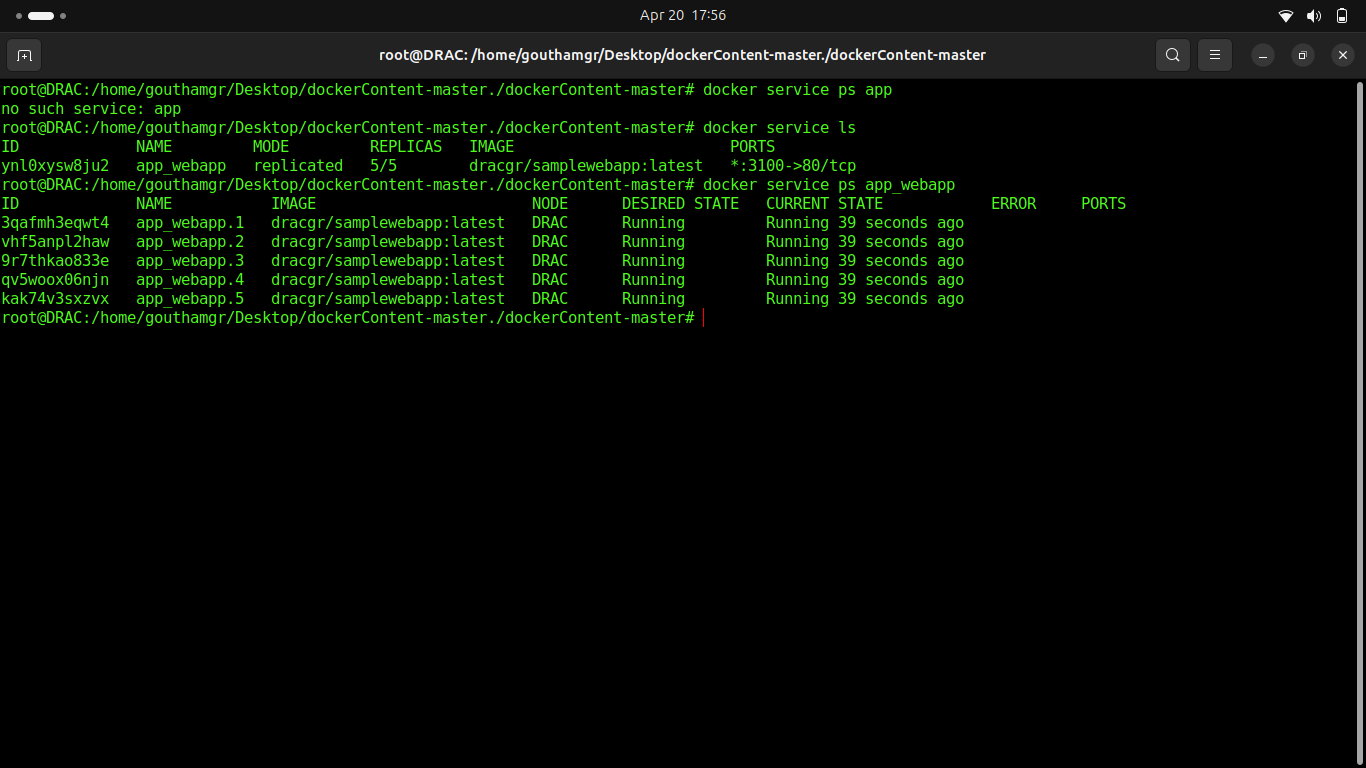 Apr 20 17:56
root@DRAC: /home/gouthamgr/Desktop/dockerContent-master./dockerContent-master
root@DRAC:/home/gouthamgr/Desktop/dockerContent-master./dockerContent-master# docker service ps app
no such service: app
root@DRAC:/home/gouthamgr/Desktop/dockerContent-master./dockerContent-master# docker service ls
ID             NAME         MODE         REPLICAS   IMAGE                        PORTS
ynl0xysw8ju2   app_webapp   replicated   5/5        dracgr/samplewebapp:latest   *:3100->80/tcp
root@DRAC:/home/gouthamgr/Desktop/dockerContent-master./dockerContent-master# docker service ps app_webapp
ID             NAME           IMAGE                        NODE      DESIRED STATE   CURRENT STATE            ERROR     PORTS
3qafmh3eqwt4   app_webapp.1   dracgr/samplewebapp:latest   DRAC      Running         Running 39 seconds ago
vhf5anpl2haw   app_webapp.2   dracgr/samplewebapp:latest   DRAC      Running         Running 39 seconds ago
9r7thkao833e   app_webapp.3   dracgr/samplewebapp:latest   DRAC      Running         Running 39 seconds ago
qv5woox06njn   app_webapp.4   dracgr/samplewebapp:latest   DRAC      Running         Running 39 seconds ago
kak74v3sxzvx   app_webapp.5   dracgr/samplewebapp:latest   DRAC      Running         Running 39 seconds ago
root@DRAC:/home/gouthamgr/Desktop/dockerContent-master./dockerContent-master#